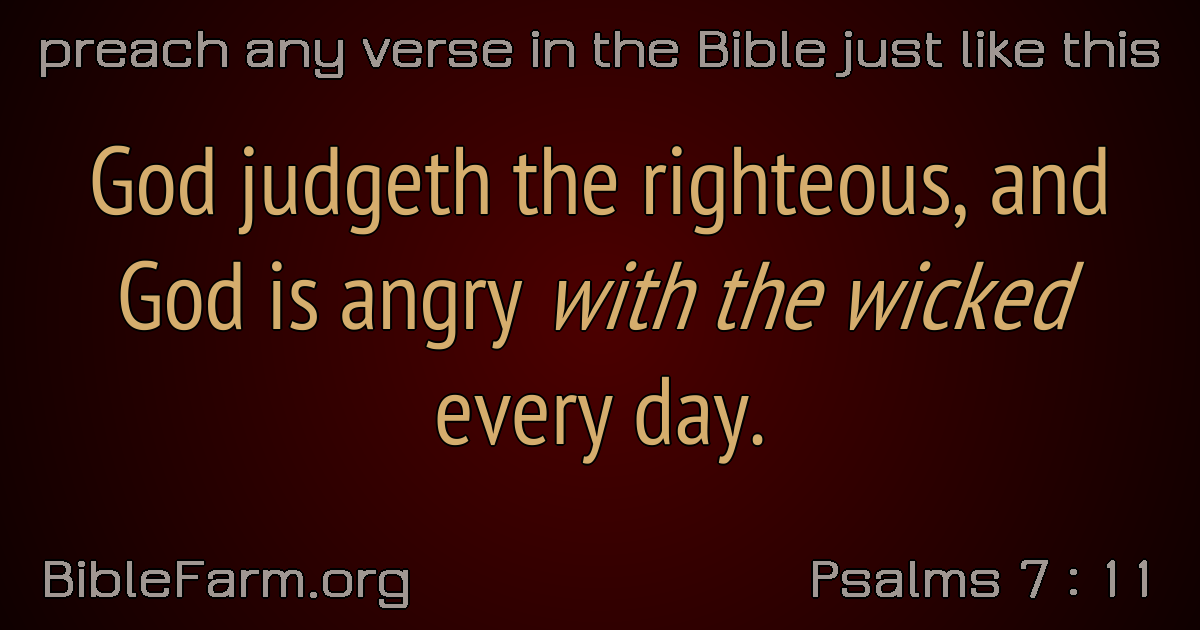 preach any verse in the Bible just like this
God judgeth the righteous, and
God is angry with the wicked
every day.
BibleFarm.org
Psalms 7 : 11